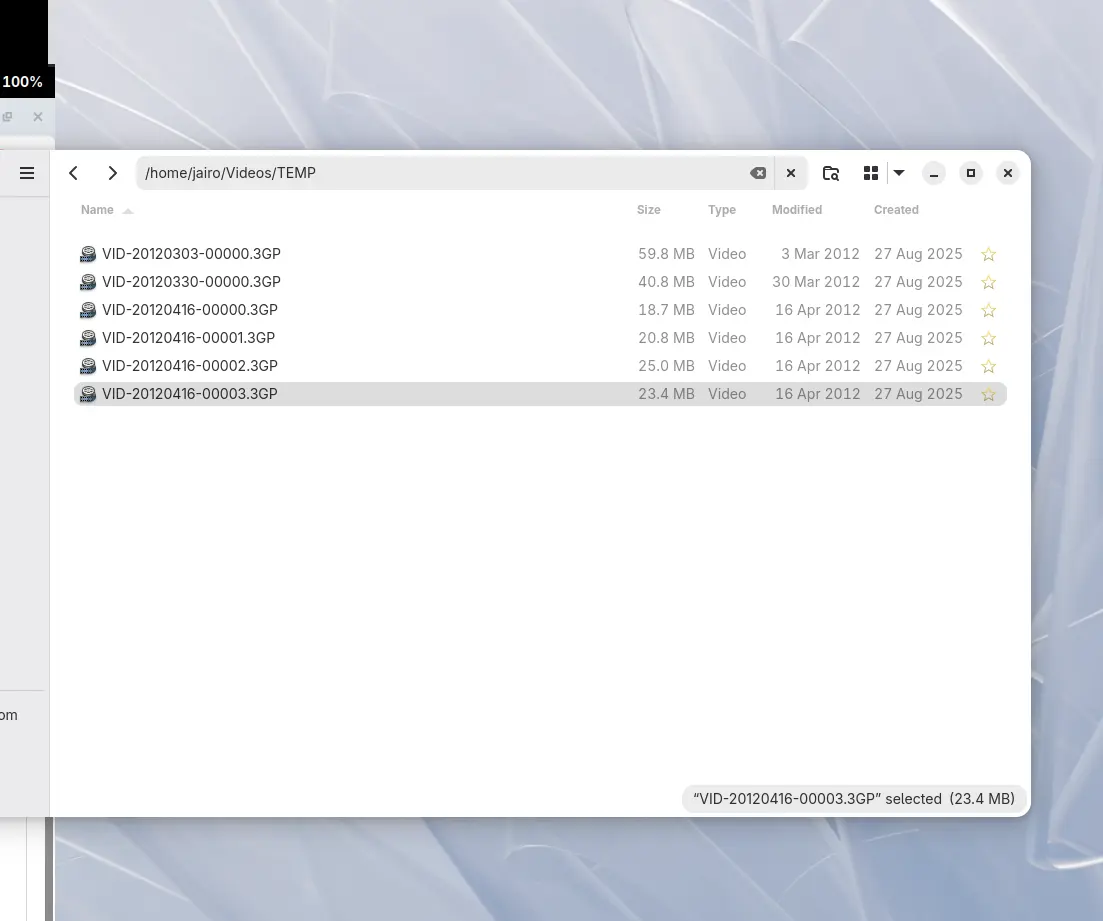 100%
/home/jairo/Videos/TEMP
Name Size Type Modified Created
VID-20120303-00000.3GP 59.8 MB Video 3 Mar 2012 27 Aug 2025
VID-20120330-00000.3GP 40.8 MB Video 30 Mar 2012 27 Aug 2025
VID-20120416-00000.3GP 18.7 MB Video 16 Apr 2012 27 Aug 2025
VID-20120416-00001.3GP 20.8 MB Video 16 Apr 2012 27 Aug 2025
VID-20120416-00002.3GP 25.0 MB Video 16 Apr 2012 27 Aug 2025
VID-20120416-00003.3GP 23.4 MB Video 16 Apr 2012 27 Aug 2025
om
“VID-20120416-00003.3GP” selected (23.4 MB)